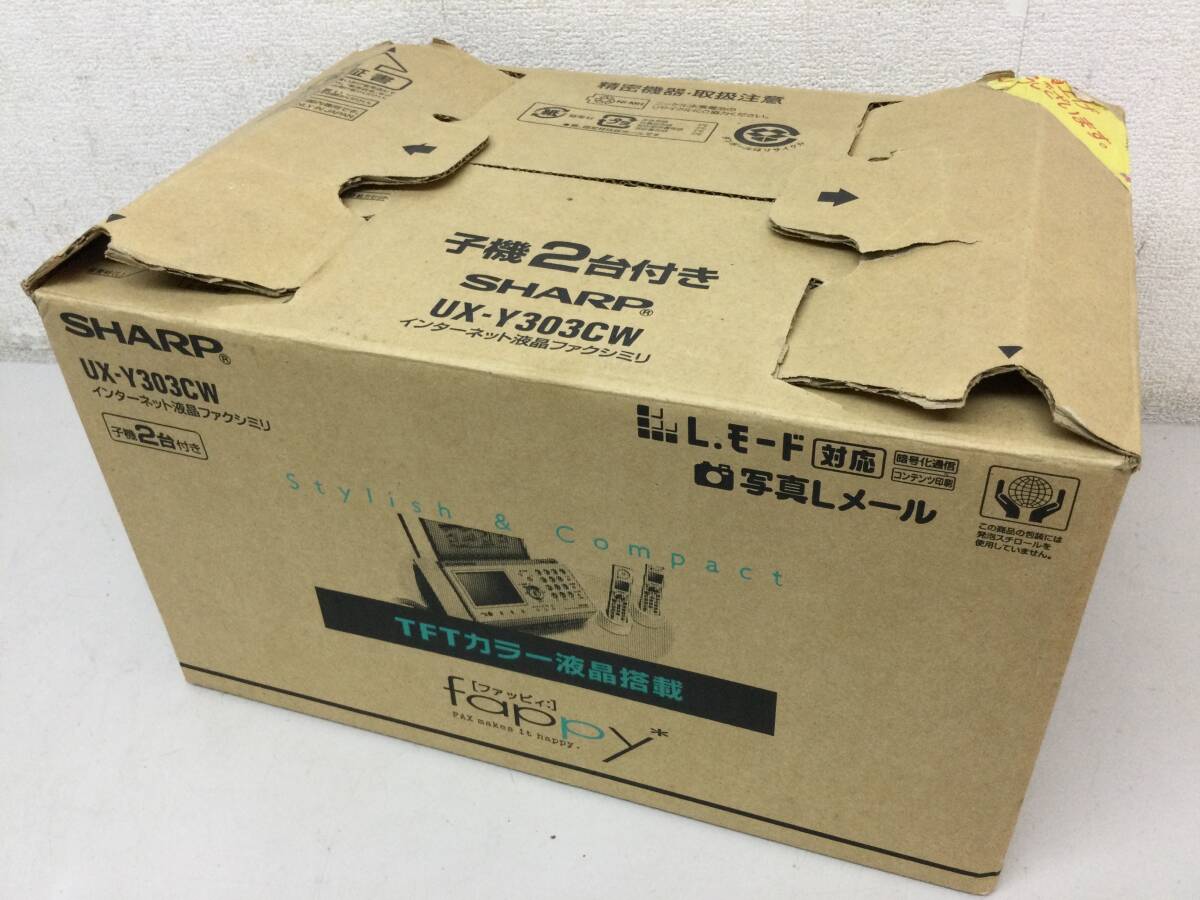 精密機器・取扱注意
子機2台付き
SHARP®
UX-Y303CW
インターネット液晶ファクシミリ
SHARP®
UX-Y303CW
インターネット液晶ファクシミリ
子機2台付き
L.モード 対応
暗号化通信
コンテンツ印刷
写真Lメール
この商品の包装には
発泡スチロールを
使用していません。
Stylish & Compact
TFTカラー液晶搭載
[ファッピィ:]
fappy*
FAX makes it happy.